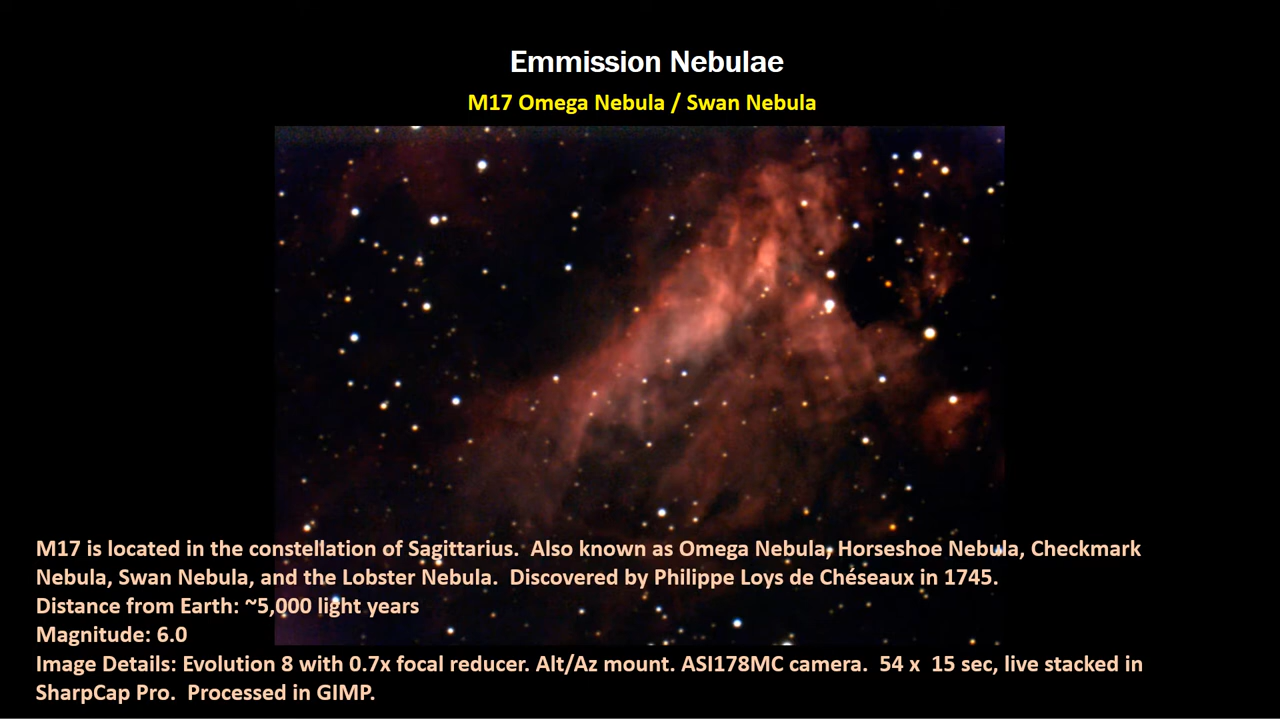 Emmission Nebulae
M17 Omega Nebula / Swan Nebula
M17 is located in the constellation of Sagittarius.  Also known as Omega Nebula, Horseshoe Nebula, Checkmark
Nebula, Swan Nebula, and the Lobster Nebula.  Discovered by Philippe Loys de Chéseaux in 1745.
Distance from Earth: ~5,000 light years
Magnitude: 6.0
Image Details: Evolution 8 with 0.7x focal reducer. Alt/Az mount. ASI178MC camera.  54 x  15 sec, live stacked in
SharpCap Pro.  Processed in GIMP.